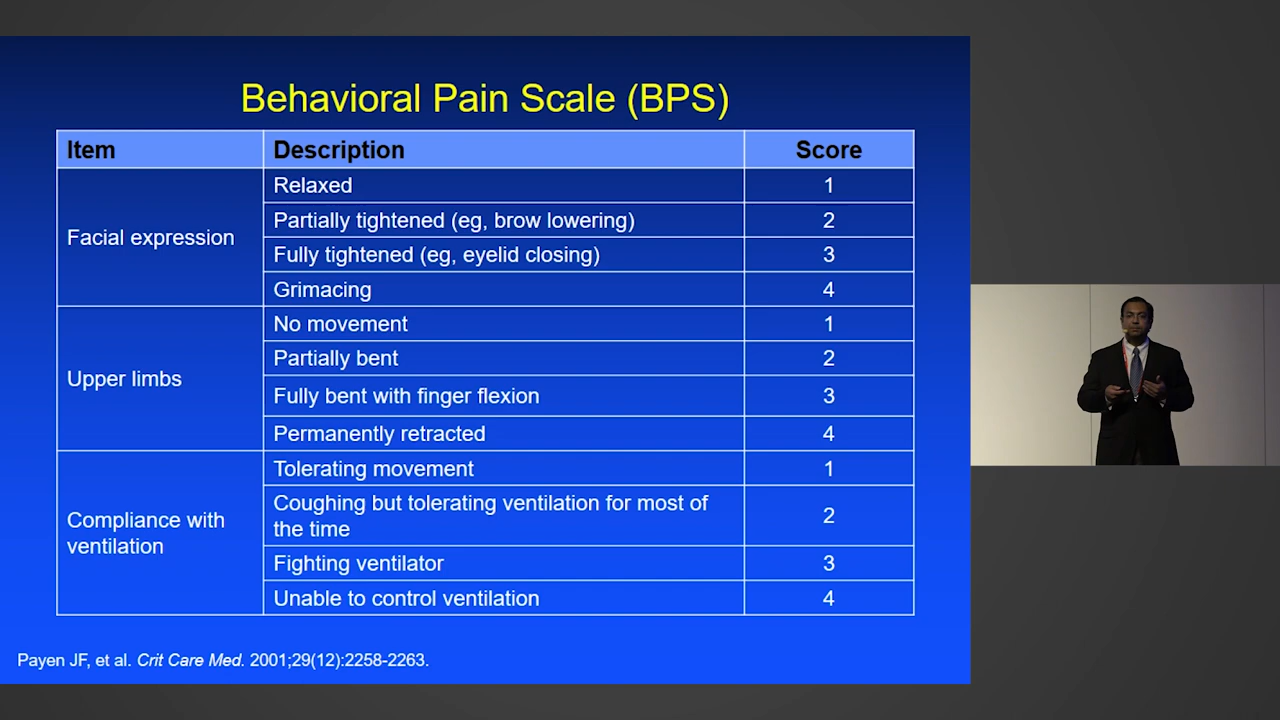 Behavioral Pain Scale (BPS)
Item Description Score
Facial expression
Relaxed 1
Partially tightened (eg, brow lowering) 2
Fully tightened (eg, eyelid closing) 3
Grimacing 4
Upper limbs
No movement 1
Partially bent 2
Fully bent with finger flexion 3
Permanently retracted 4
Compliance with
ventilation
Tolerating movement 1
Coughing but tolerating ventilation for most of
the time
2
Fighting ventilator 3
Unable to control ventilation 4
Payen JF, et al. Crit Care Med. 2001;29(12):2258-2263.